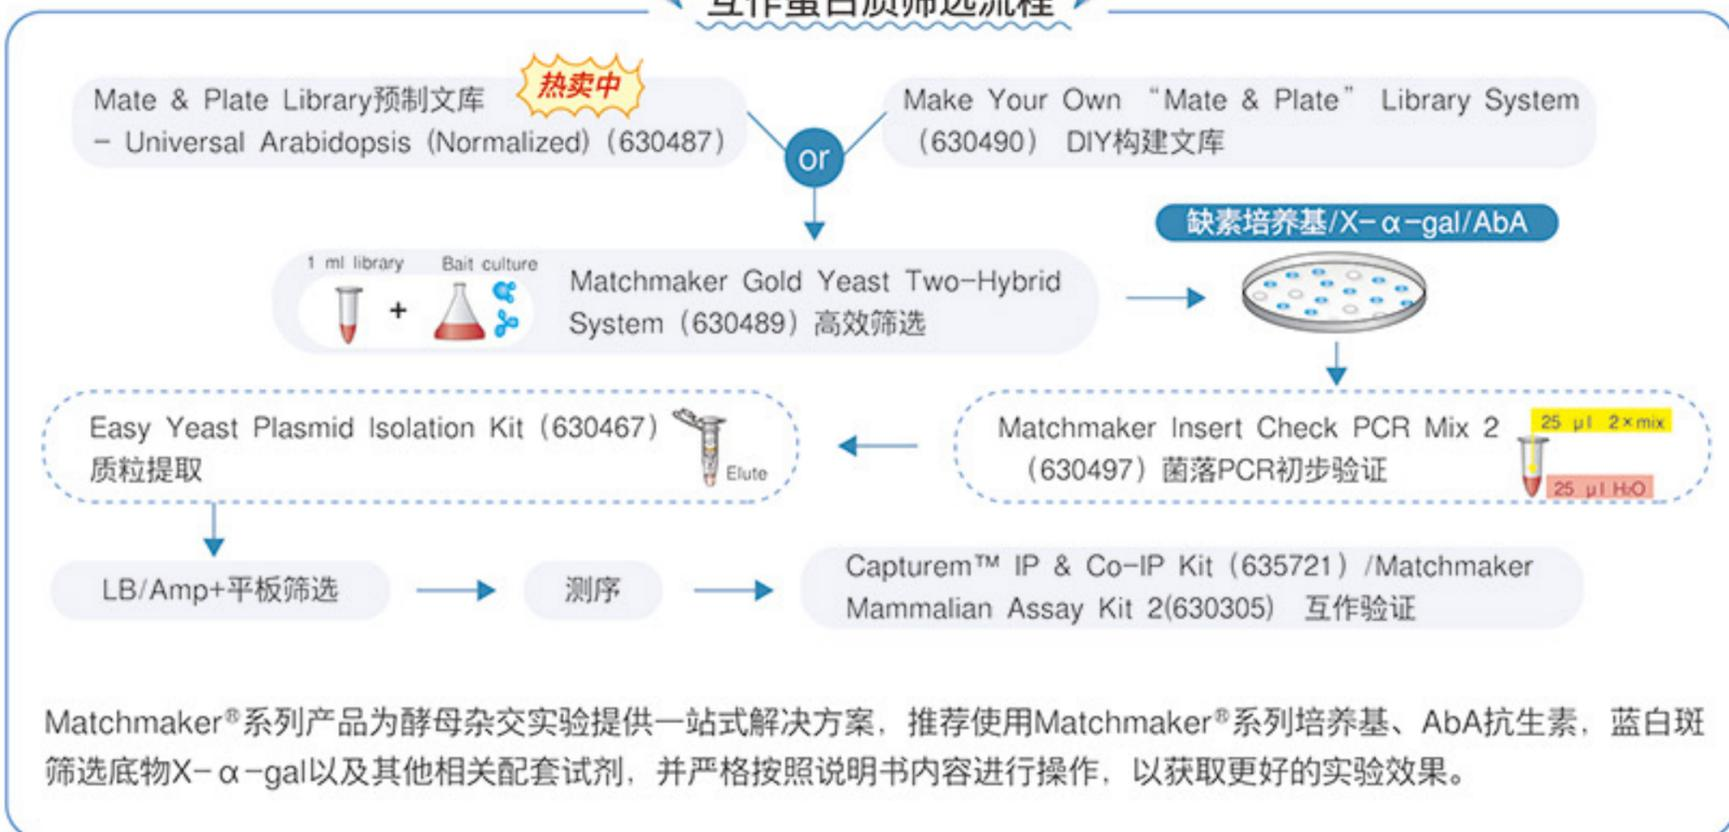 互作蛋白质筛选流程
Mate & Plate Library预制文库
热卖中
- Universal Arabidopsis (Normalized)（630487）
or
Make Your Own “Mate & Plate” Library System
（630490） DIY构建文库
缺素培养基/X-α-gal/AbA
1 ml library
Bait culture
+
Matchmaker Gold Yeast Two-Hybrid
System（630489）高效筛选
Easy Yeast Plasmid Isolation Kit（630467）
质粒提取
Elute
Matchmaker Insert Check PCR Mix 2
（630497）菌落PCR初步验证
25 μl 2×mix
25 μl H₂O
LB/Amp+平板筛选
测序
Capturem™ IP & Co-IP Kit（635721）/Matchmaker
Mammalian Assay Kit 2(630305) 互作验证
Matchmaker®系列产品为酵母杂交实验提供一站式解决方案，推荐使用Matchmaker®系列培养基、AbA抗生素，蓝白斑
筛选底物X-α-gal以及其他相关配套试剂，并严格按照说明书内容进行操作，以获取更好的实验效果。